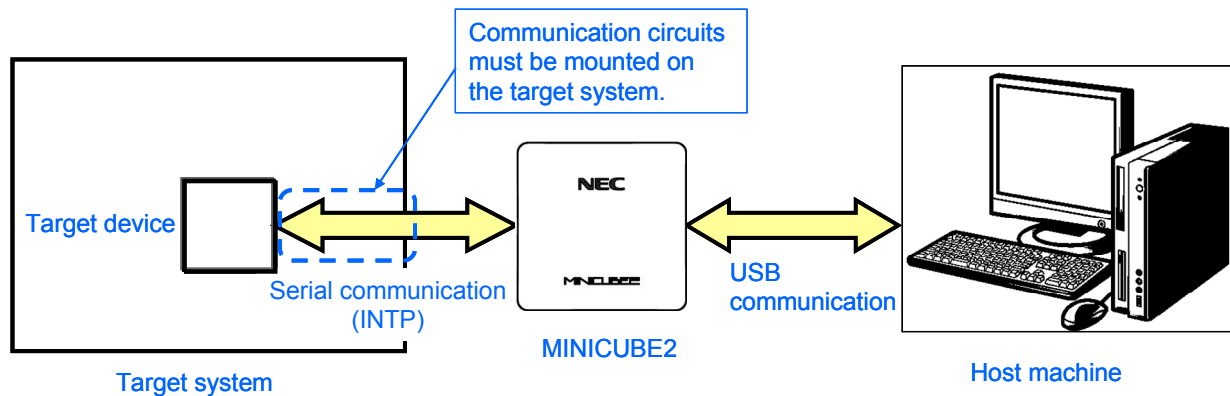 Communication circuits
must be mounted on
the target system.
NEC
Target device
MINICUBE2
Serial communication
(INTP)
USB
communication
MINICUBE2
Host machine
Target system